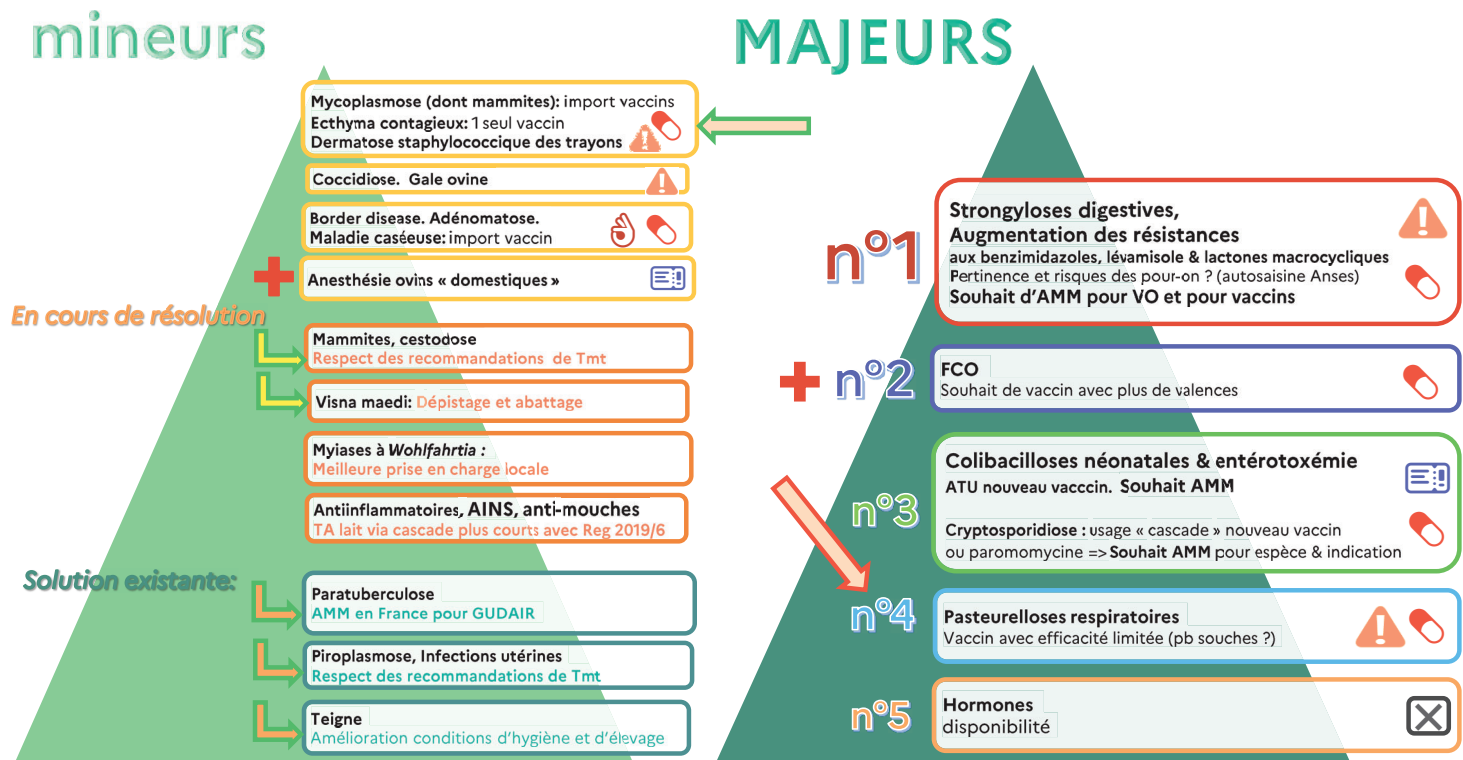 mineurs
Mycoplasmose (dont mammites): import vaccins
Ecthyma contagieux: 1 seul vaccin
Dermatose staphylococcique des trayons
Coccidiose. Gale ovine
Border disease. Adénomatose.
Maladie caséeuse: import vaccin
Anesthésie ovins « domestiques »
En cours de résolution
Mammites, cestodose
Respect des recommandations de Tmt
Visna maedi: Dépistage et abattage
Myiases à Wohlfahrtia :
Meilleure prise en charge locale
Antiinflammatoires, AINS, anti-mouches
TA lait via cascade plus courts avec Reg 2019/6
Solution existante:
Paratuberculose
AMM en France pour GUDAIR
Piroplasmose, Infections utérines
Respect des recommandations de Tmt
Teigne
Amélioration conditions d'hygiène et d'élevage
MAJEURS
n°1
Strongyloses digestives,
Augmentation des résistances
aux benzimidazoles, lévamisole & lactones macrocycliques
Pertinence et risques des pour-on ? (autosaisine Anses)
Souhait d'AMM pour VO et pour vaccins
n°2
FCO
Souhait de vaccin avec plus de valences
n°3
Colibacilloses néonatales & entérotoxémie
ATU nouveau vacccin. Souhait AMM
Cryptosporidiose : usage « cascade » nouveau vaccin
ou paromomycine => Souhait AMM pour espèce & indication
n°4
Pasteurelloses respiratoires
Vaccin avec efficacité limitée (pb souches ?)
n°5
Hormones
disponibilité